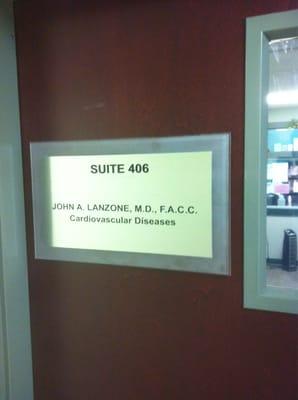 SUITE 406
JOHN A. LANZONE, M.D., F.A.C.C.
Cardiovascular Diseases